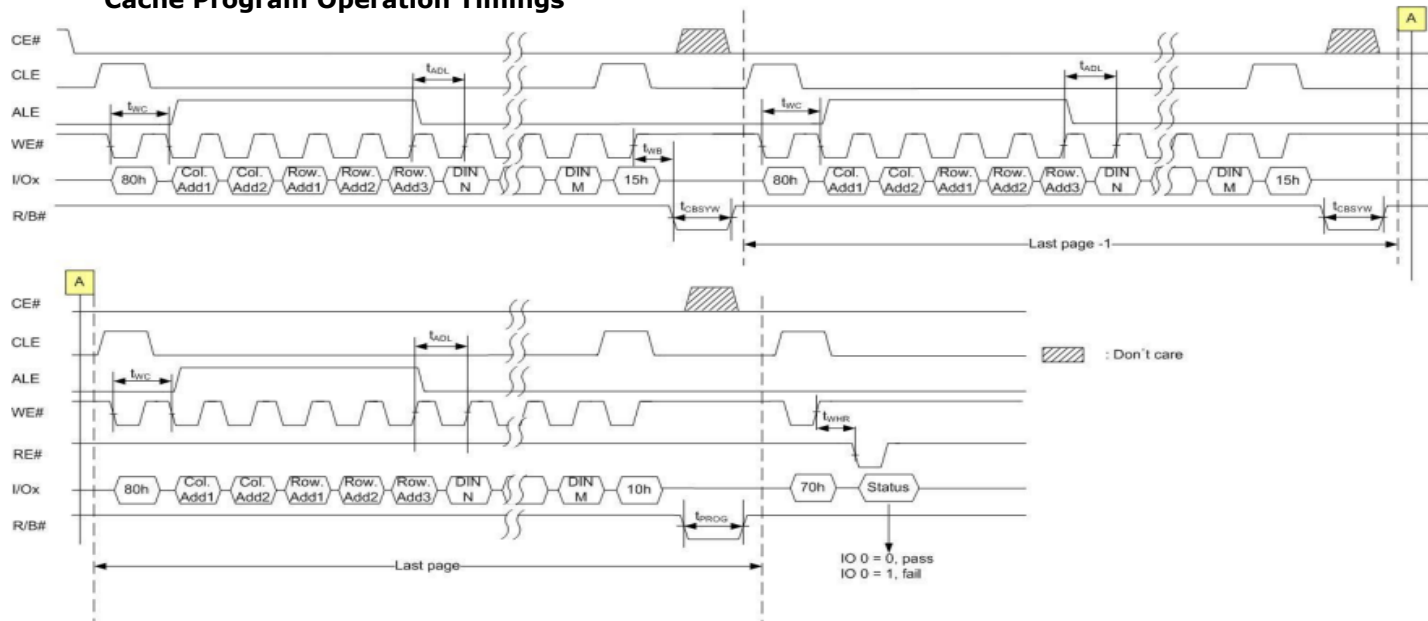 Cache Program Operation Timings
A
CE#
CLE
tADL
tADL
ALE
tWC
tWC
WE#
tWB
I/Ox
80h
Col. Add1
Col. Add2
Row. Add1
Row. Add2
Row. Add3
DIN N
DIN M
15h
80h
Col. Add1
Col. Add2
Row. Add1
Row. Add2
Row. Add3
DIN N
DIN M
15h
R/B#
tCBSYW
tCBSYW
Last page -1
A
CE#
CLE
tADL
: Don´t care
ALE
tWC
WE#
tWHR
RE#
I/Ox
80h
Col. Add1
Col. Add2
Row. Add1
Row. Add2
Row. Add3
DIN N
DIN M
10h
70h
Status
R/B#
tPROG
IO 0 = 0, pass
IO 0 = 1, fail
Last page